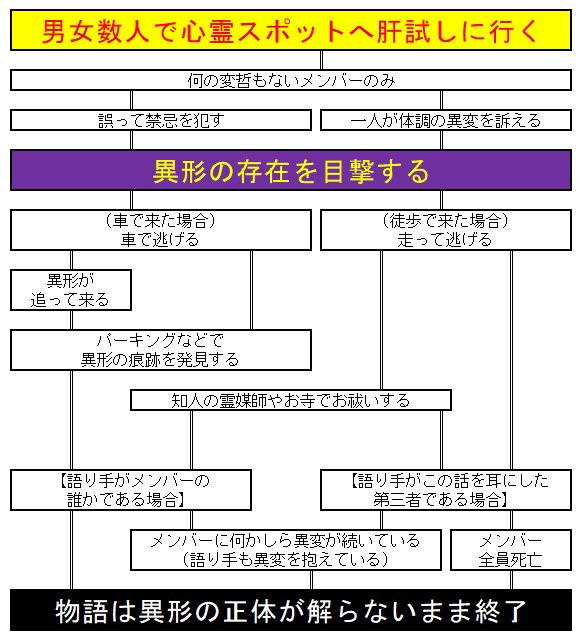 男女数人で心霊スポットへ肝試しに行く
何の変哲もないメンバーのみ
誤って禁忌を犯す
一人が体調の異変を訴える
異形の存在を目撃する
（車で来た場合）
車で逃げる
（徒歩で来た場合）
走って逃げる
異形が
追って来る
パーキングなどで
異形の痕跡を発見する
知人の霊媒師やお寺でお祓いする
【語り手がメンバーの
誰かである場合】
【語り手がこの話を耳にした
第三者である場合】
メンバーに何かしら異変が続いている
（語り手も異変を抱えている）
メンバー
全員死亡
物語は異形の正体が解らないまま終了